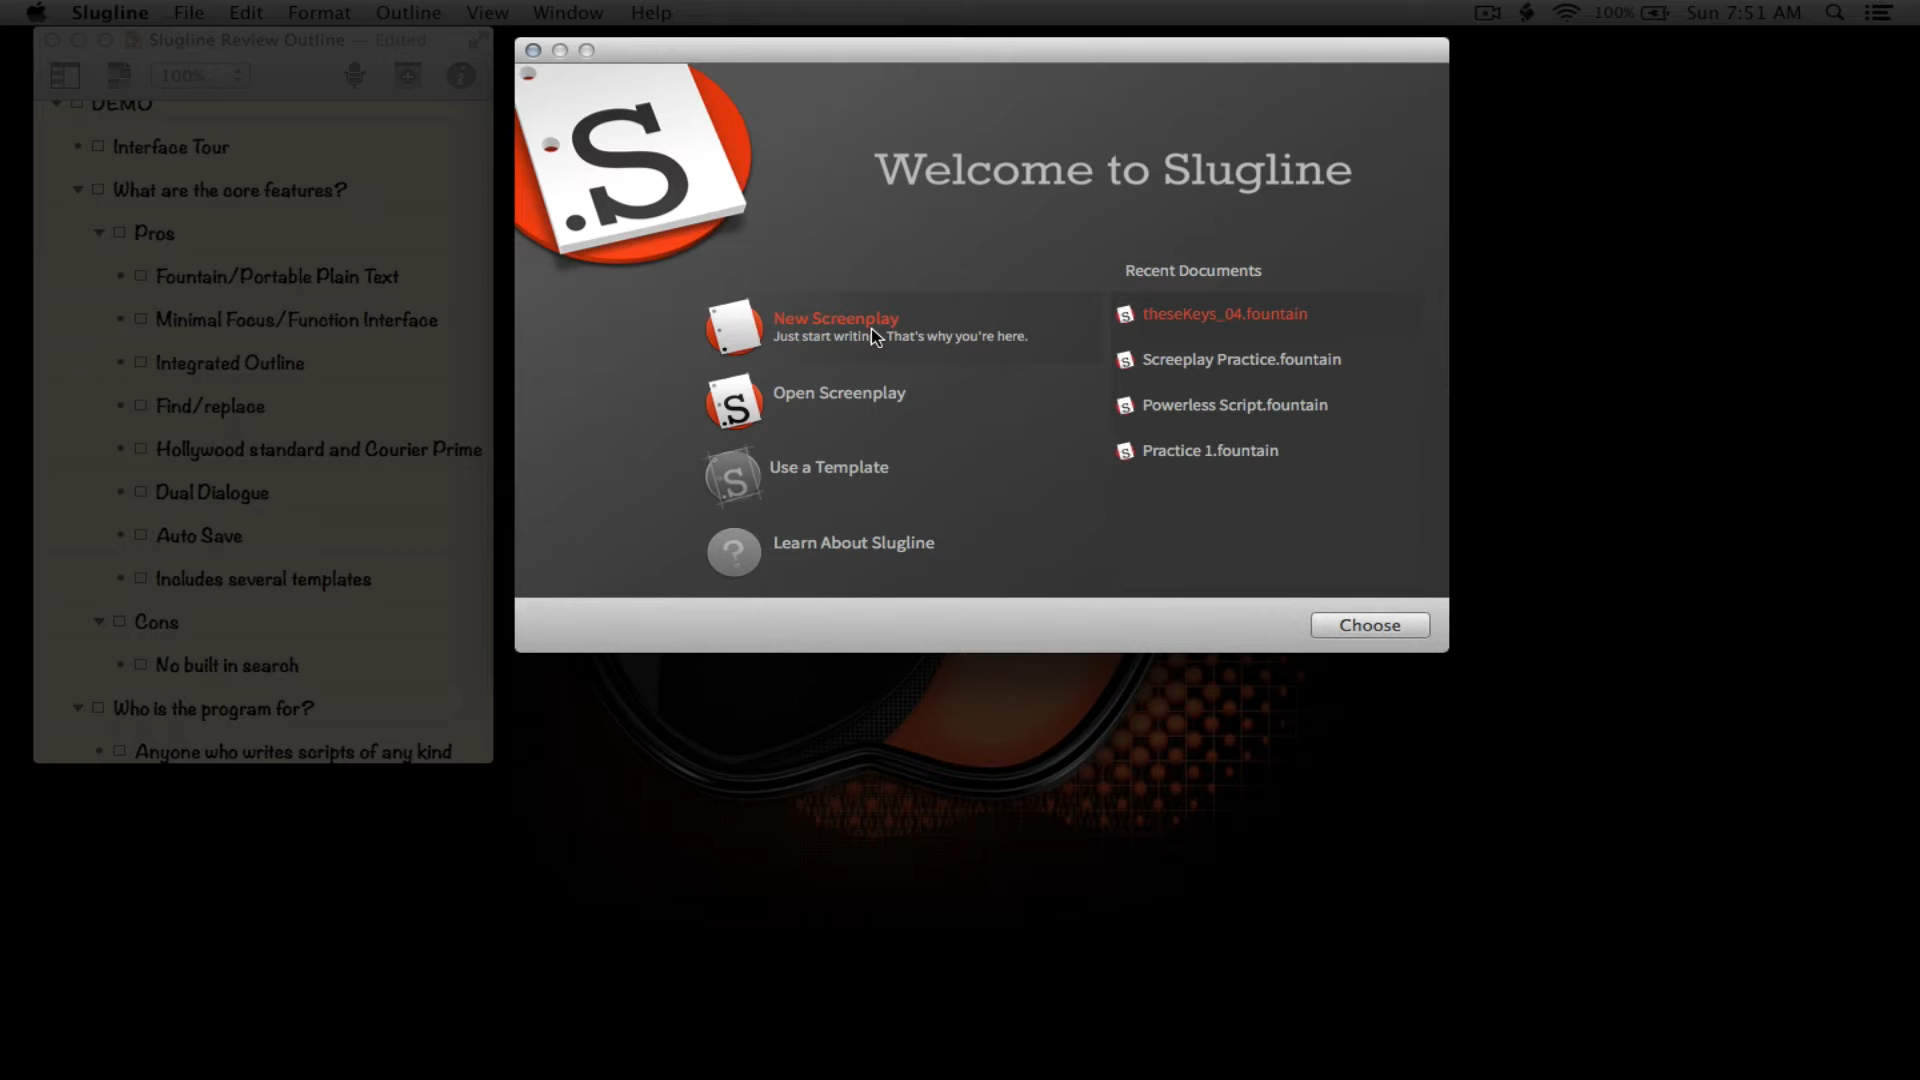 Slugline File Edit Format Outline View Window Help 100% Sun 7:51 AM
Slugline Review Outline — Edited
100%
DEMO
Interface Tour
What are the core features?
Pros
Fountain/Portable Plain Text
Minimal Focus/Function Interface
Integrated Outline
Find/replace
Hollywood standard and Courier Prime
Dual Dialogue
Auto Save
Includes several templates
Cons
No built in search
Who is the program for?
Anyone who writes scripts of any kind
.S
Welcome to Slugline
New Screenplay
Just start writing. That's why you're here.
.S
Open Screenplay
.S
Use a Template
?
Learn About Slugline
Recent Documents
theseKeys_04.fountain
Screeplay Practice.fountain
Powerless Script.fountain
Practice 1.fountain
Choose